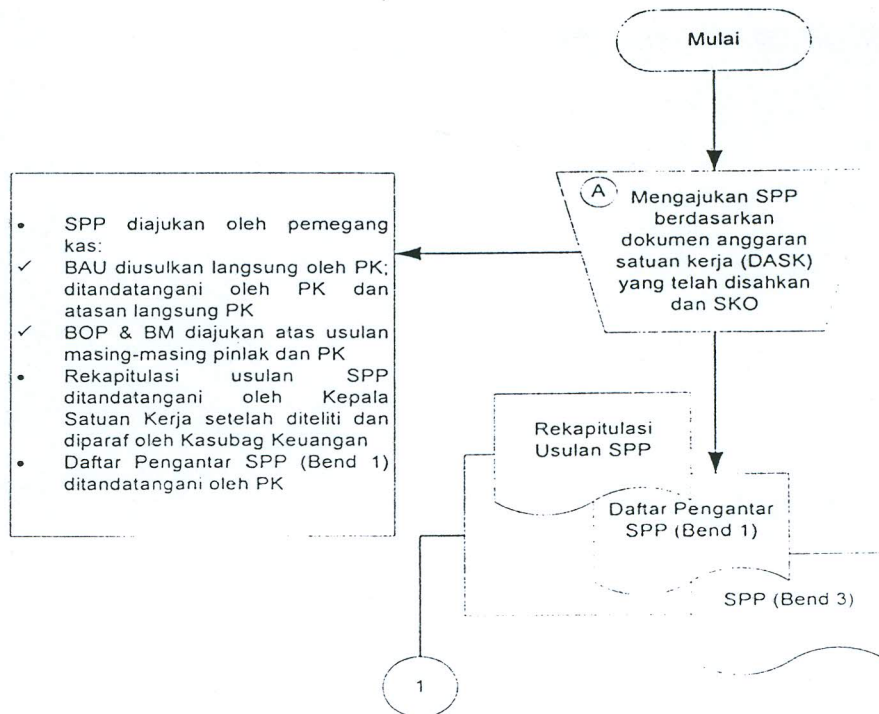 Mulai
A
Mengajukan SPP
berdasarkan
dokumen anggaran
satuan kerja (DASK)
yang telah disahkan
dan SKO
• SPP diajukan oleh pemegang
kas:
✓ BAU diusulkan langsung oleh PK;
ditandatangani oleh PK dan
atasan langsung PK
✓ BOP & BM diajukan atas usulan
masing-masing pinlak dan PK
• Rekapitulasi usulan SPP
ditandatangani oleh Kepala
Satuan Kerja setelah diteliti dan
diparaf oleh Kasubag Keuangan
• Daftar Pengantar SPP (Bend 1)
ditandatangani oleh PK
Rekapitulasi
Usulan SPP
Daftar Pengantar
SPP (Bend 1)
SPP (Bend 3)
1